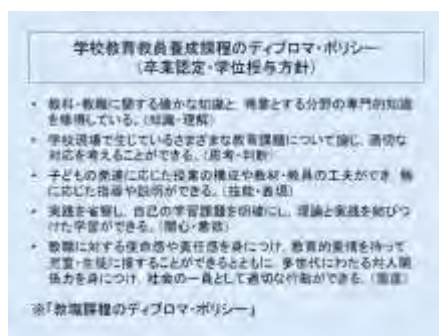 学校教育教員養成課程のディプロマ・ポリシー
(卒業認定・学位授与方針)
・ 教科・教職に関する確かな知識と、得意とする分野の専門的知識
を修得している。(知識・理解)
・ 学校現場で生じているさまざまな教育課題について論じ、適切な
対応を考えることができる。(思考・判断)
・ 子どもの発達に応じた授業の構成や教材・教具の工夫ができ、
に応じた指導や説明ができる。(技能・表現)
・ 実践を省察し、自己の学習課題を明確にし、理論と実践を結びつ
けた学習ができる。(関心・意欲)
・ 教職に対する使命感や責任感を身につけ、教育的愛情を持って
児童・生徒に接することができるとともに、多世代にわたる対人関
係力を身につけ、社会の一員として適切な行動ができる。(態度)
※「教職課程のディプロマ・ポリシー」